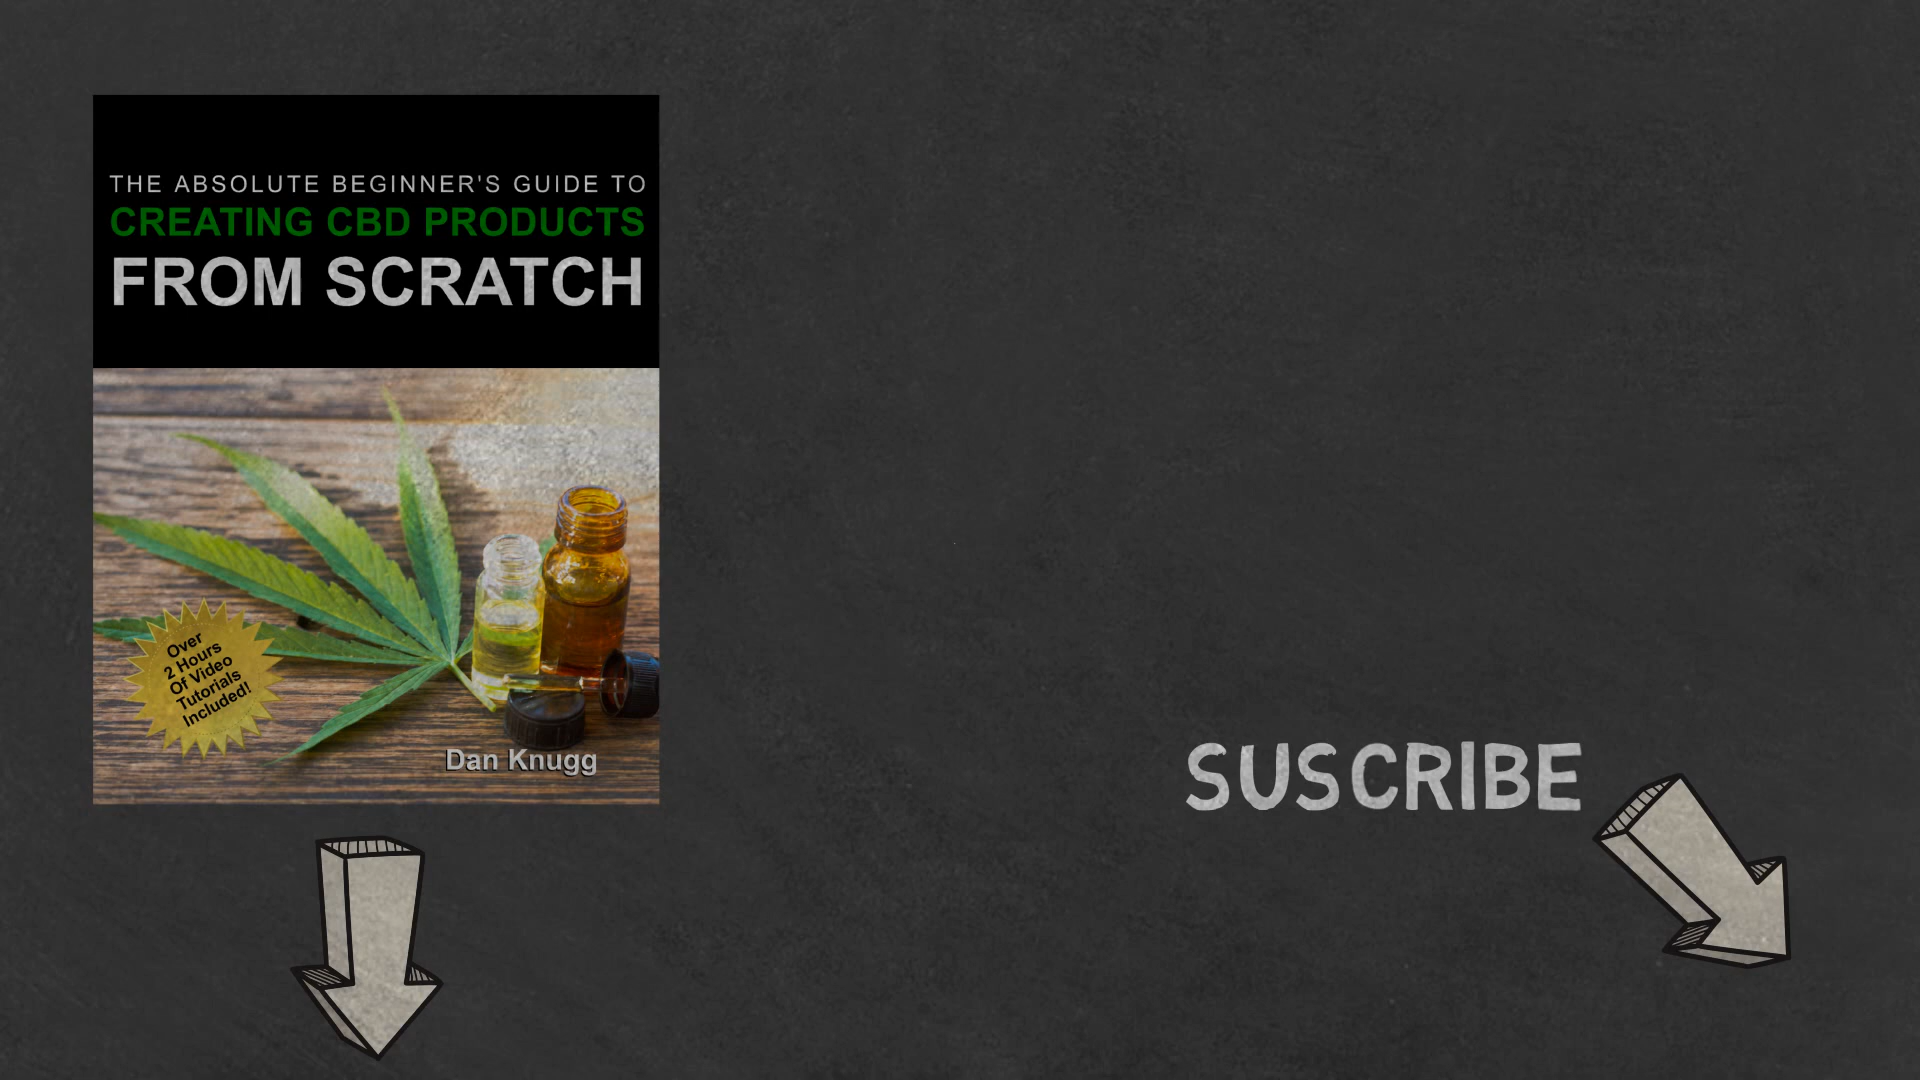 THE ABSOLUTE BEGINNER'S GUIDE TO
CREATING CBD PRODUCTS
FROM SCRATCH
Over
2 Hours
Of Video
Tutorials
Included!
Dan Knugg
SUSCRIBE